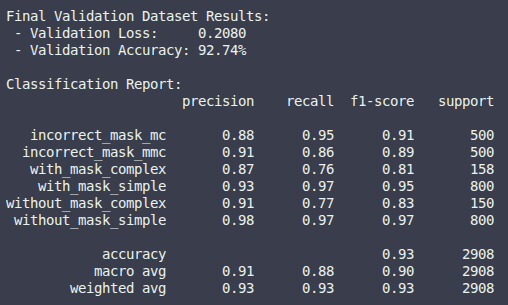 Final Validation Dataset Results:
- Validation Loss: 0.2080
- Validation Accuracy: 92.74%
Classification Report:
precision recall f1-score support
incorrect_mask_mc 0.88 0.95 0.91 500
incorrect_mask_mmc 0.91 0.86 0.89 500
with_mask_complex 0.87 0.76 0.81 158
with_mask_simple 0.93 0.97 0.95 800
without_mask_complex 0.91 0.77 0.83 150
without_mask_simple 0.98 0.97 0.97 800
accuracy 0.93 2908
macro avg 0.91 0.88 0.90 2908
weighted avg 0.93 0.93 0.93 2908